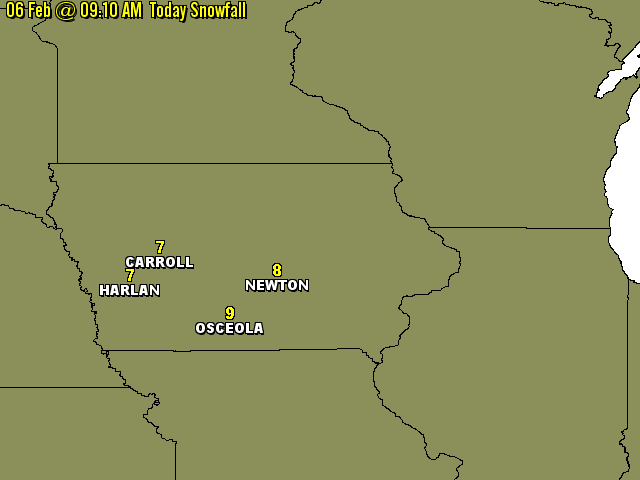 06 Feb @ 09:10 AM Today Snowfall
7
CARROLL
7
HARLAN
8
NEWTON
9
OSCEOLA